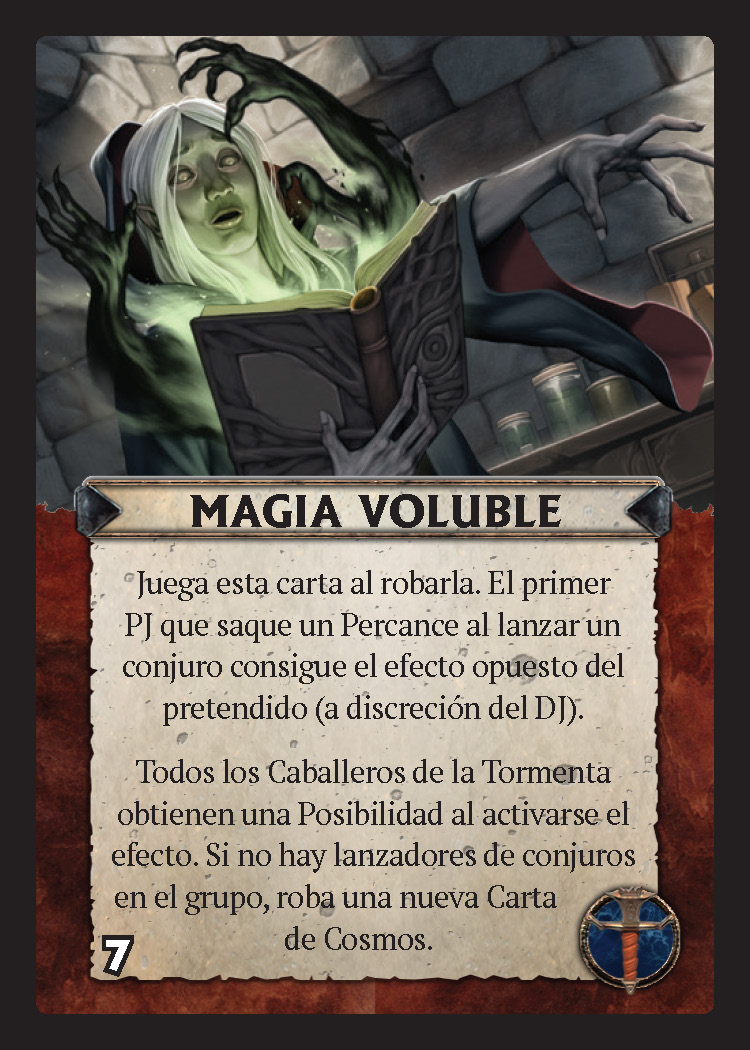 MAGIA VOLUBLE
Juega esta carta al robarla. El primer
PJ que saque un Percance al lanzar un
conjuro consigue el efecto opuesto del
pretendido (a discreción del DJ).
Todos los Caballeros de la Tormenta
obtienen una Posibilidad al activarse el
efecto. Si no hay lanzadores de conjuros
en el grupo, roba una nueva Carta
de Cosmos.
7